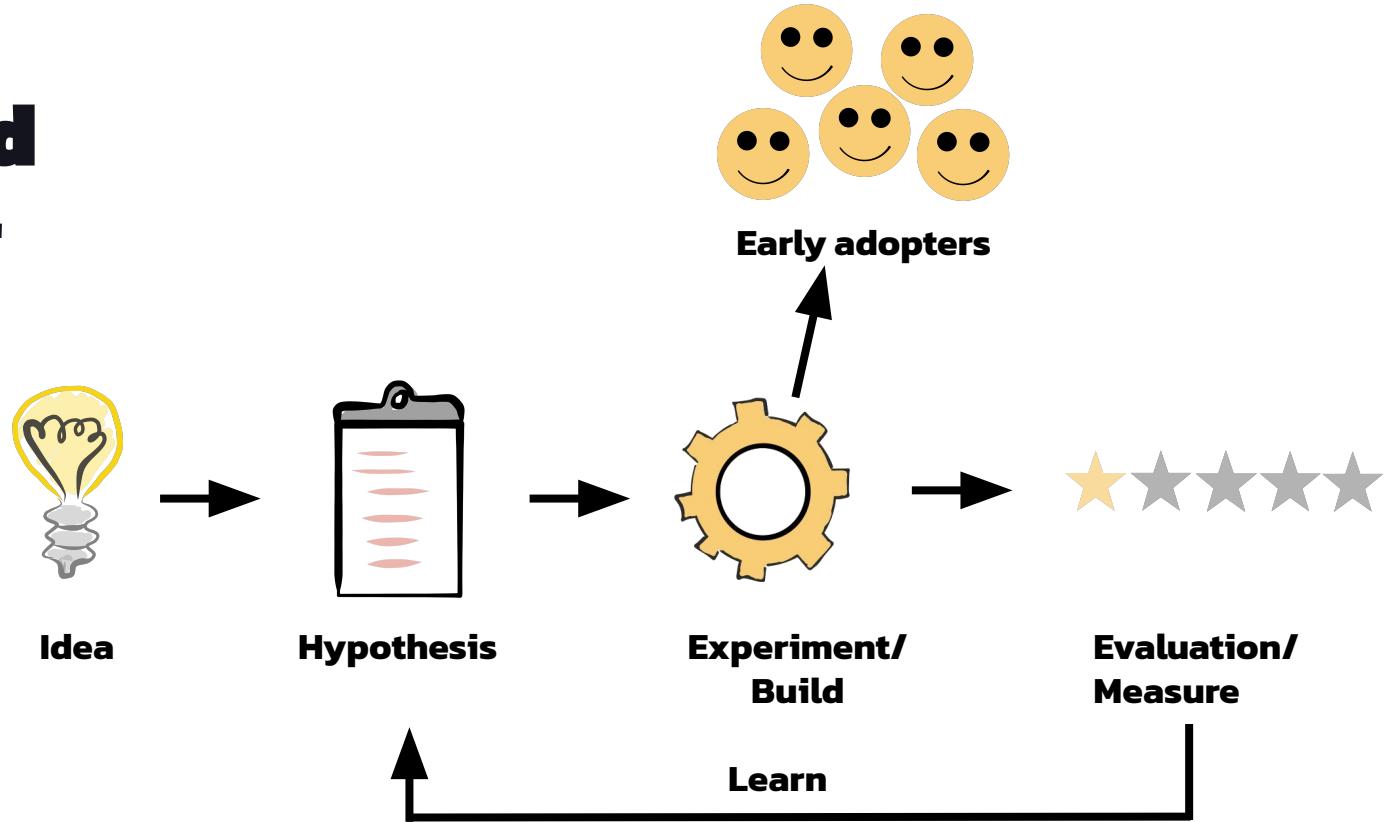 d
Early adopters
Idea
Hypothesis
Experiment/
Build
Evaluation/
Measure
Learn